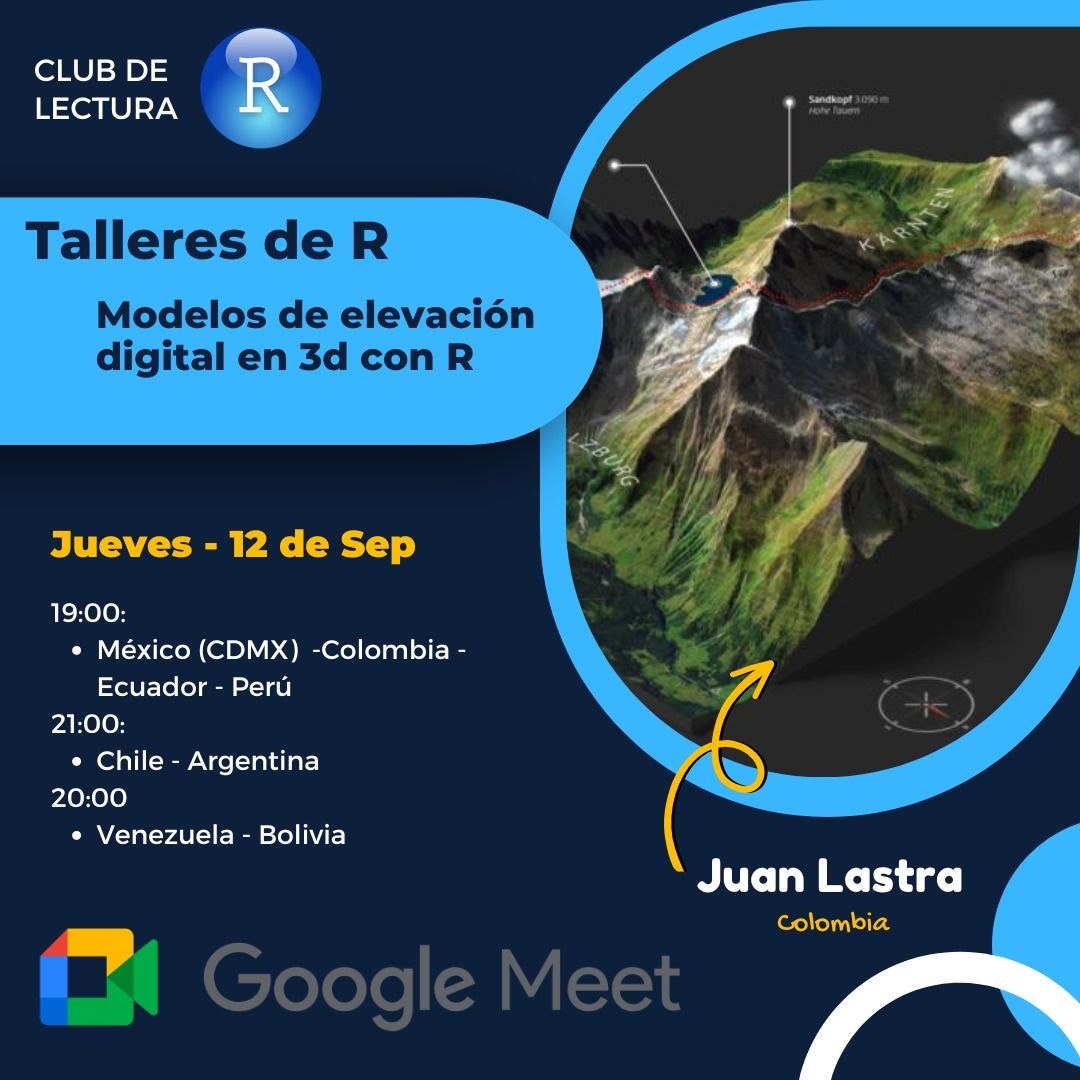 CLUB DE
LECTURA
R
Talleres de R
Modelos de elevación
digital en 3d con R
Sandkopf 3.090 m
Hohe Tauern
KÄRNTEN
LZBURG
Jueves - 12 de Sep
19:00:
• México (CDMX) -Colombia -
Ecuador - Perú
21:00:
• Chile - Argentina
20:00
• Venezuela - Bolivia
Juan Lastra
Colombia
Google Meet